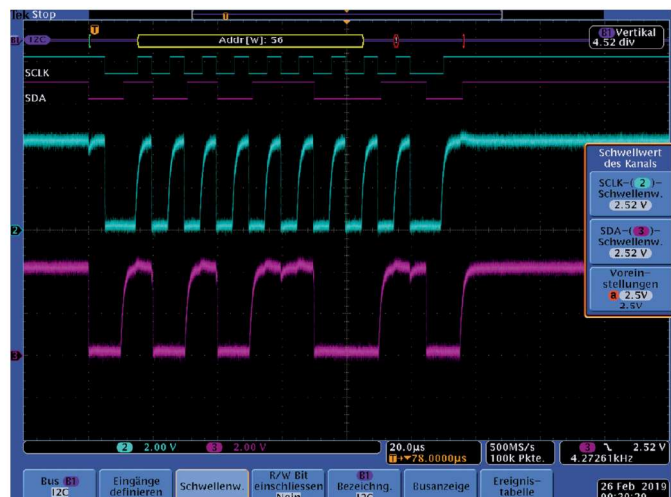 Tek Stop
T
B1 I2C
Addr[W]: 56
B1 Vertikal
4.52 div
SCLK
SDA
Schwellwert
des Kanals
SCLK-( 2 )-
Schwellenw.
2.52 V
SDA-( 3 )-
Schwellenw.
2.52 V
Vorein-
stellungen
a 2.5V
2.5V
2
3
2 2.00 V 3 2.00 V
20.0µs
T→▼78.0000µs
500MS/s
100k Pkte.
3 2.52 V
4.27261kHz
Bus B1
I2C
Eingänge
definieren
Schwellenw.
R/W Bit
einschliessen
Nein
B1
Bezeichng.
I2C
Busanzeige
Ereignis-
tabelle
26 Feb 2019